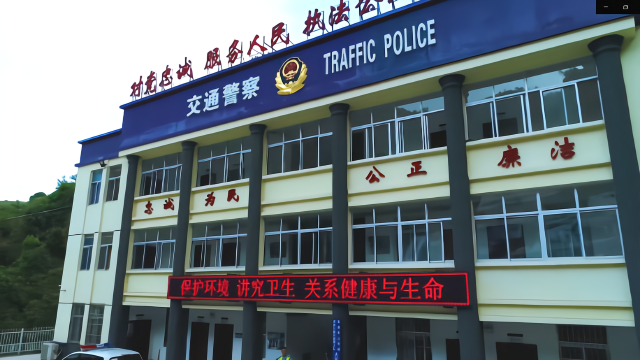 对党忠诚 服务人民 执法公
交通警察 TRAFFIC POLICE
忠诚 为民 公正 廉洁
保护环境 讲究卫生 关系健康与生命